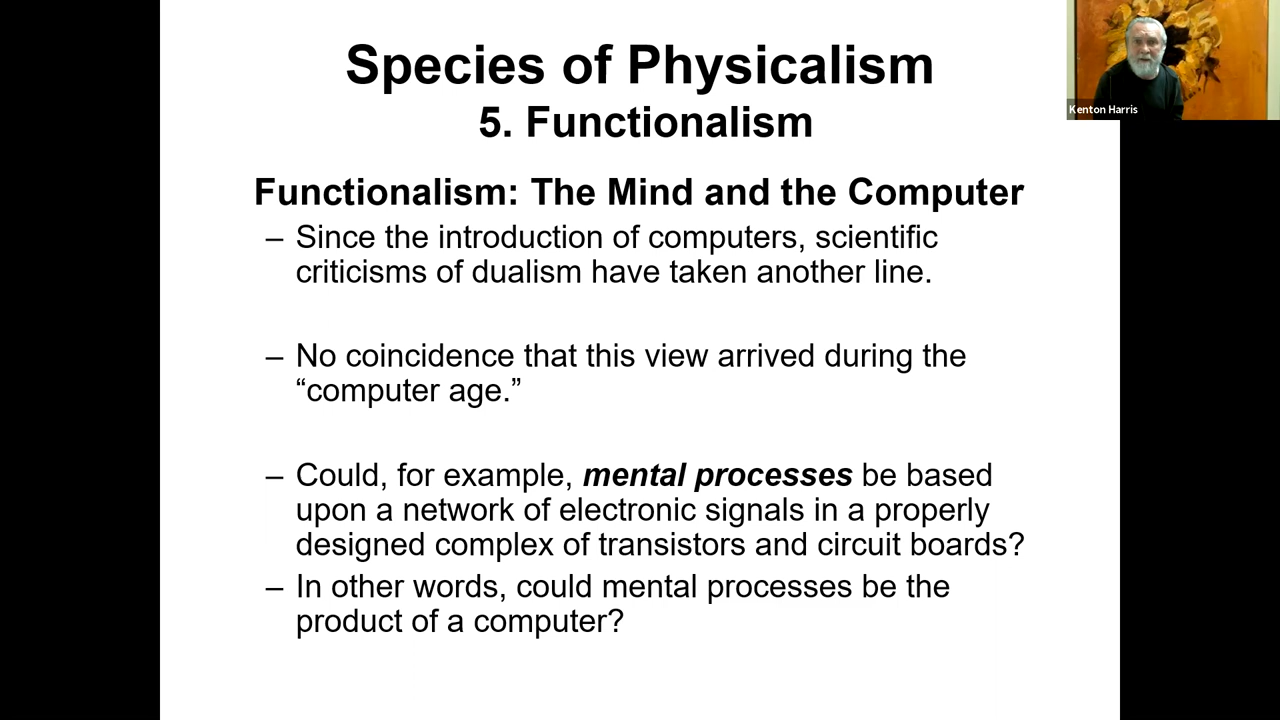 Species of Physicalism
5. Functionalism
Kenton Harris
Functionalism: The Mind and the Computer
– Since the introduction of computers, scientific
criticisms of dualism have taken another line.
– No coincidence that this view arrived during the
“computer age.”
– Could, for example, mental processes be based
upon a network of electronic signals in a properly
designed complex of transistors and circuit boards?
– In other words, could mental processes be the
product of a computer?